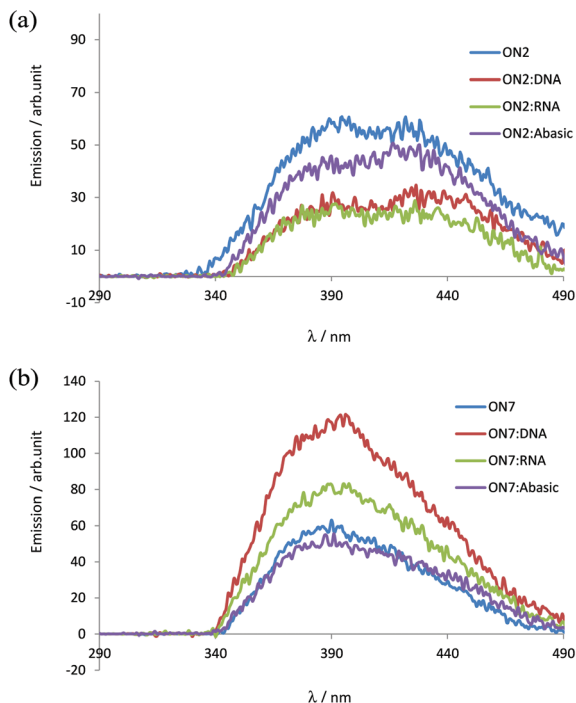 (a)
90
70
50
30
10
-10
Emission / arb.unit
290 340 390 440 490
λ / nm
ON2
ON2:DNA
ON2:RNA
ON2:Abasic
(b)
140
120
100
80
60
40
20
0
-20
Emission / arb.unit
290 340 390 440 490
λ / nm
ON7
ON7:DNA
ON7:RNA
ON7:Abasic